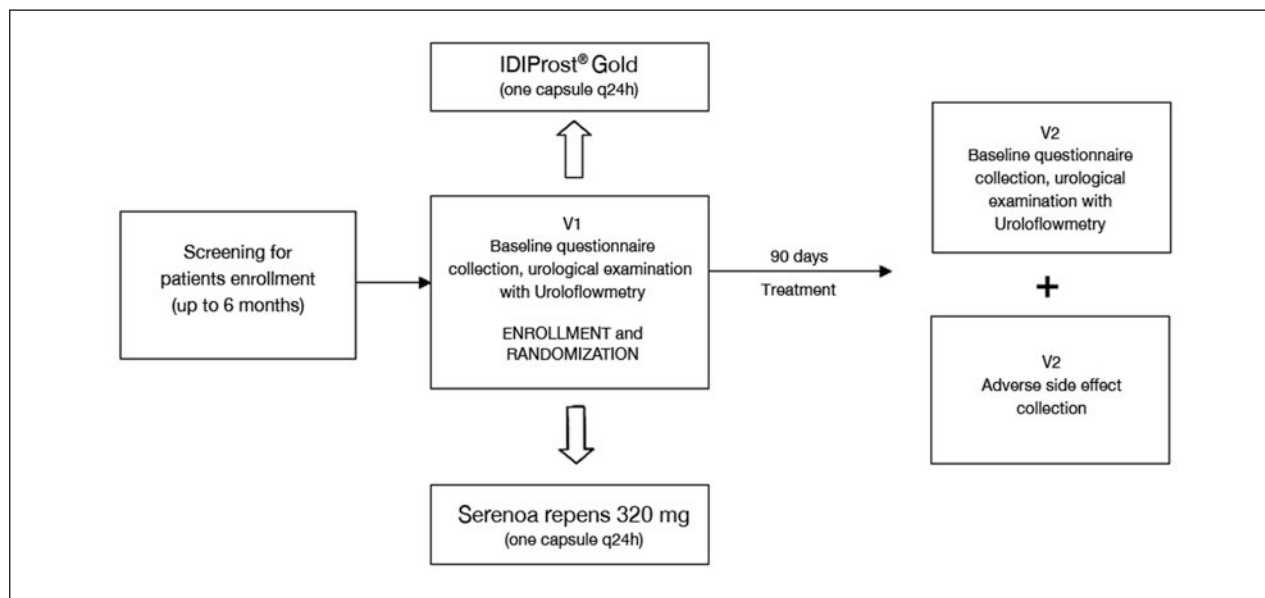 IDIProst® Gold
(one capsule q24h)
Screening for
patients enrollment
(up to 6 months)
V1
Baseline questionnaire
collection, urological examination
with Uroloflowmetry
ENROLLMENT and
RANDOMIZATION
90 days
Treatment
V2
Baseline questionnaire
collection, urological
examination with
Uroloflowmetry
+
V2
Adverse side effect
collection
Serenoa repens 320 mg
(one capsule q24h)